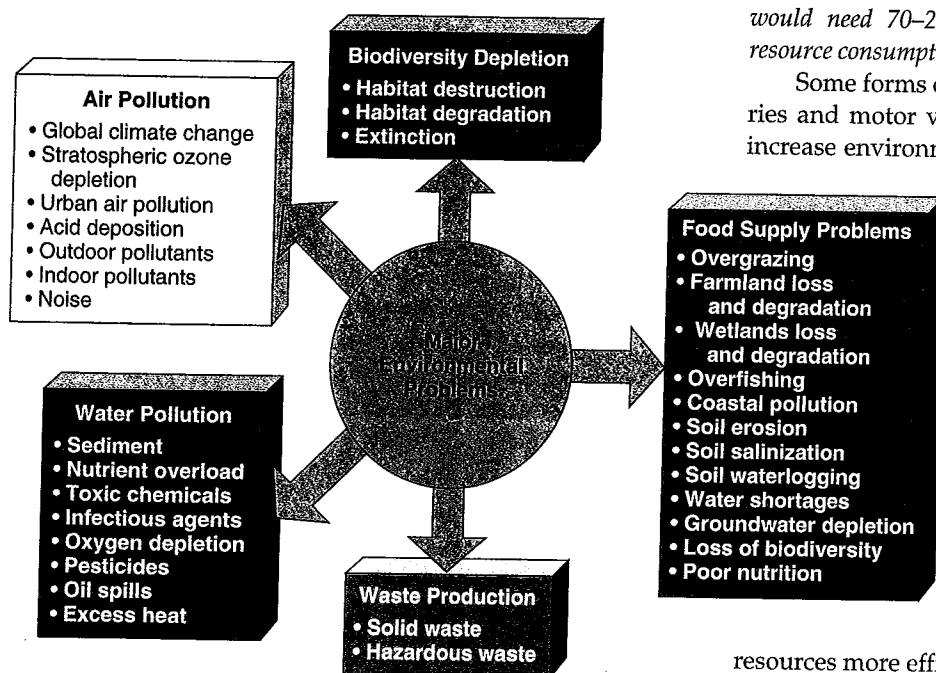 would need 70–2
resource consumpt
Some forms o
ries and motor v
increase environm
Biodiversity Depletion
• Habitat destruction
• Habitat degradation
• Extinction
Air Pollution
• Global climate change
• Stratospheric ozone
depletion
• Urban air pollution
• Acid deposition
• Outdoor pollutants
• Indoor pollutants
• Noise
Major
Environmental
Problems
Food Supply Problems
• Overgrazing
• Farmland loss
and degradation
• Wetlands loss
and degradation
• Overfishing
• Coastal pollution
• Soil erosion
• Soil salinization
• Soil waterlogging
• Water shortages
• Groundwater depletion
• Loss of biodiversity
• Poor nutrition
Water Pollution
• Sediment
• Nutrient overload
• Toxic chemicals
• Infectious agents
• Oxygen depletion
• Pesticides
• Oil spills
• Excess heat
Waste Production
• Solid waste
• Hazardous waste
resources more effi